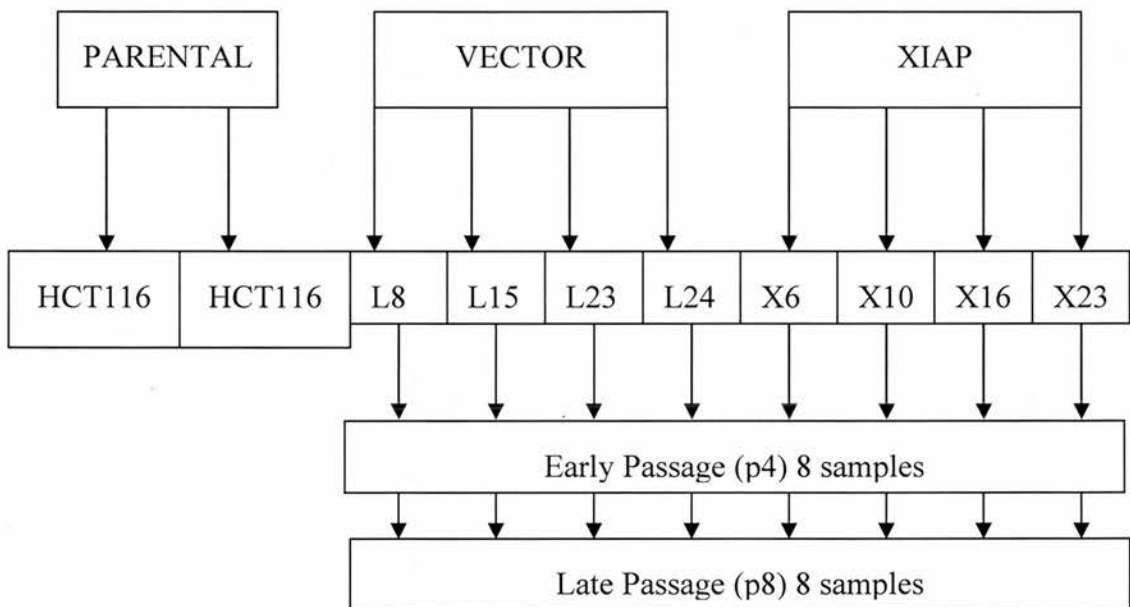 PARENTAL VECTOR XIAP
HCT116 HCT116 L8 L15 L23 L24 X6 X10 X16 X23
Early Passage (p4) 8 samples
Late Passage (p8) 8 samples